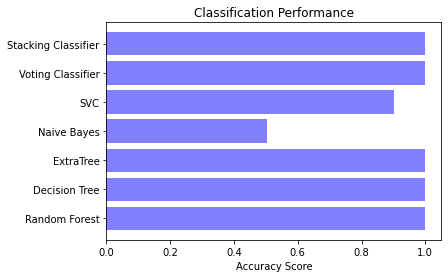 Classification Performance
Stacking Classifier
Voting Classifier
SVC
Naive Bayes
ExtraTree
Decision Tree
Random Forest
0.0 0.2 0.4 0.6 0.8 1.0
Accuracy Score